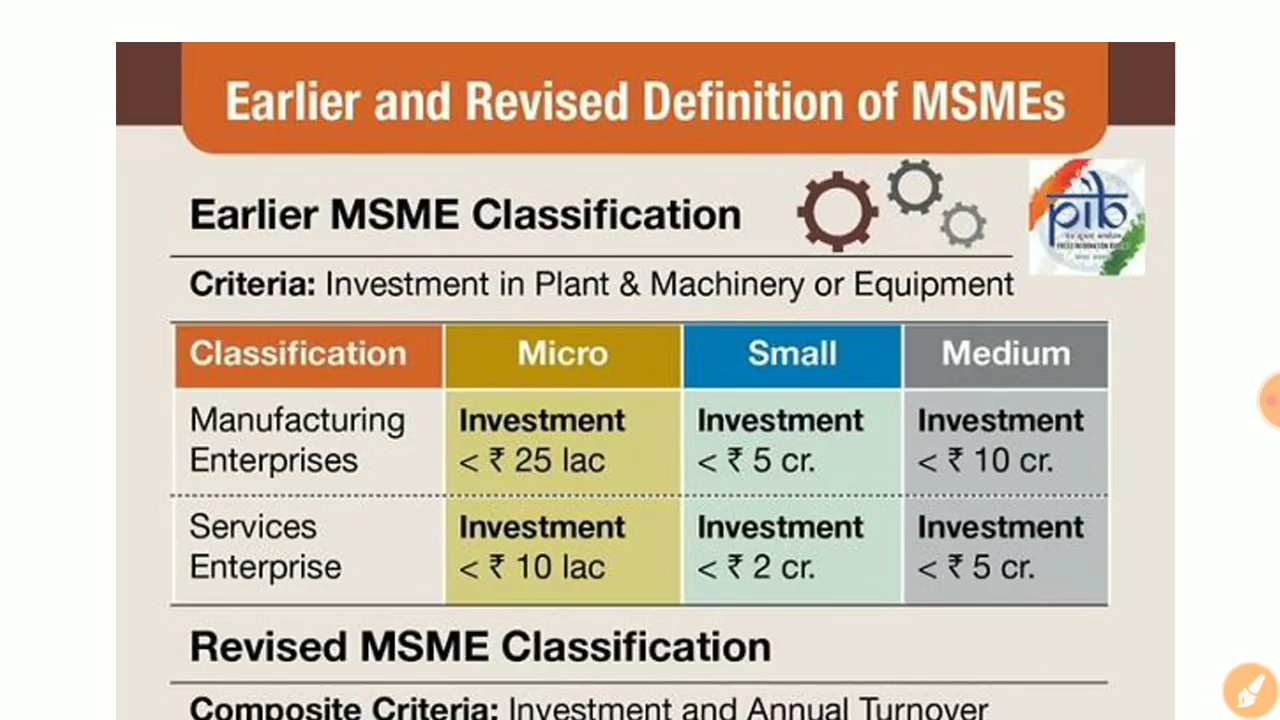 Earlier and Revised Definition of MSMEs
Earlier MSME Classification
pib
Criteria: Investment in Plant & Machinery or Equipment
Classification Micro Small Medium
Manufacturing Enterprises Investment < ₹ 25 lac Investment < ₹ 5 cr. Investment < ₹ 10 cr.
Services Enterprise Investment < ₹ 10 lac Investment < ₹ 2 cr. Investment < ₹ 5 cr.
Revised MSME Classification
Composite Criteria: Investment and Annual Turnover